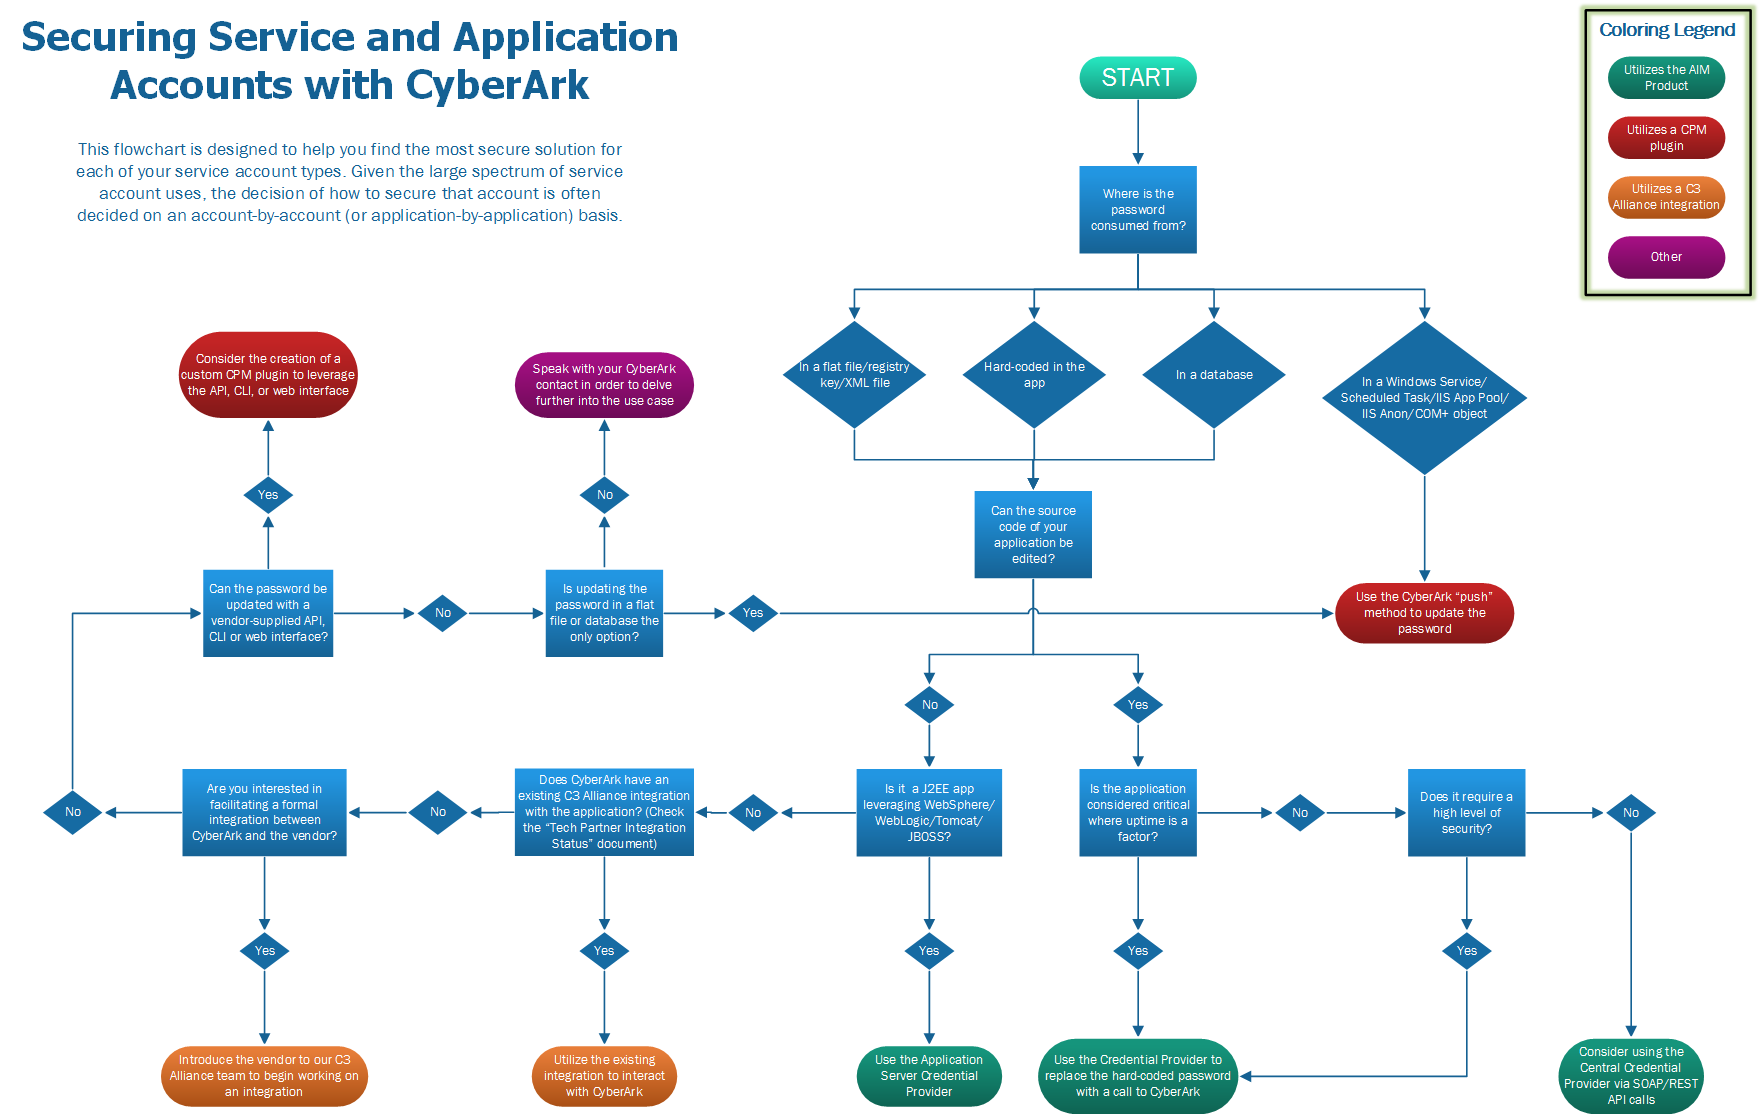 Securing Service and Application
Accounts with CyberArk
This flowchart is designed to help you find the most secure solution for
each of your service account types. Given the large spectrum of service
account uses, the decision of how to secure that account is often
decided on an account-by-account (or application-by-application) basis.
Coloring Legend
Utilizes the AIM
Product
Utilizes a CPM
plugin
Utilizes a C3
Alliance integration
Other
START
Where is the
password
consumed from?
In a flat file/registry
key/XML file
Hard-coded in the
app
In a database
In a Windows Service/
Scheduled Task/IIS App Pool/
IIS Anon/COM+ object
Consider the creation of a
custom CPM plugin to leverage
the API, CLI, or web interface
Speak with your CyberArk
contact in order to delve
further into the use case
Yes
No
Can the source
code of your
application be
edited?
Can the password be
updated with a
vendor-supplied API,
CLI or web interface?
No
Is updating the
password in a flat
file or database the
only option?
Yes
Use the CyberArk “push”
method to update the
password
No
Yes
No
Are you interested in
facilitating a formal
integration between
CyberArk and the vendor?
No
Does CyberArk have an
existing C3 Alliance integration
with the application? (Check
the “Tech Partner Integration
Status” document)
No
Is it a J2EE app
leveraging WebSphere/
WebLogic/Tomcat/
JBOSS?
Is the application
considered critical
where uptime is a
factor?
No
Does it require a
high level of
security?
No
Yes
Yes
Yes
Yes
Yes
Introduce the vendor to our C3
Alliance team to begin working on
an integration
Utilize the existing
integration to interact
with CyberArk
Use the Application
Server Credential
Provider
Use the Credential Provider to
replace the hard-coded password
with a call to CyberArk
Consider using the
Central Credential
Provider via SOAP/REST
API calls